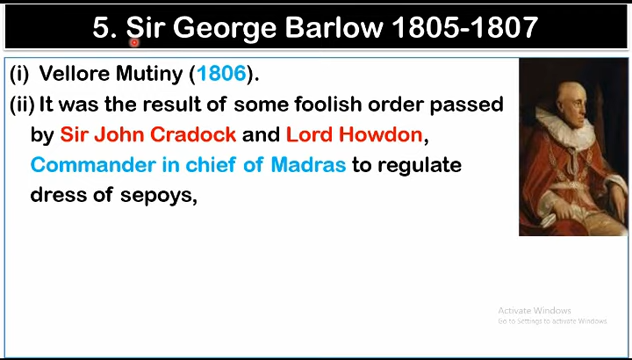 5. Sir George Barlow 1805-1807
(i) Vellore Mutiny (1806).
(ii) It was the result of some foolish order passed
by Sir John Cradock and Lord Howdon,
Commander in chief of Madras to regulate
dress of sepoys,
Activate Windows
Go to Settings to activate Windows.